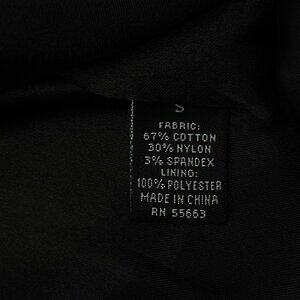 S
FABRIC:
67% COTTON
30% NYLON
3% SPANDEX
LINING:
100% POLYESTER
MADE IN CHINA
RN 55663